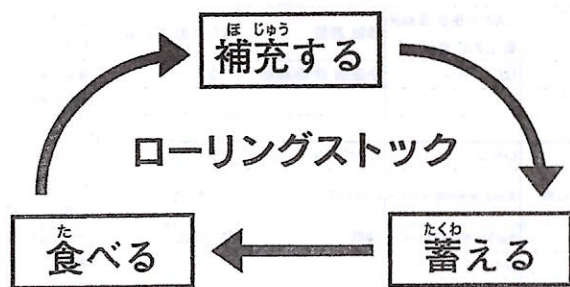 ほじゅう
補充する
ローリングストック
た
食べる
たくわ
蓄える